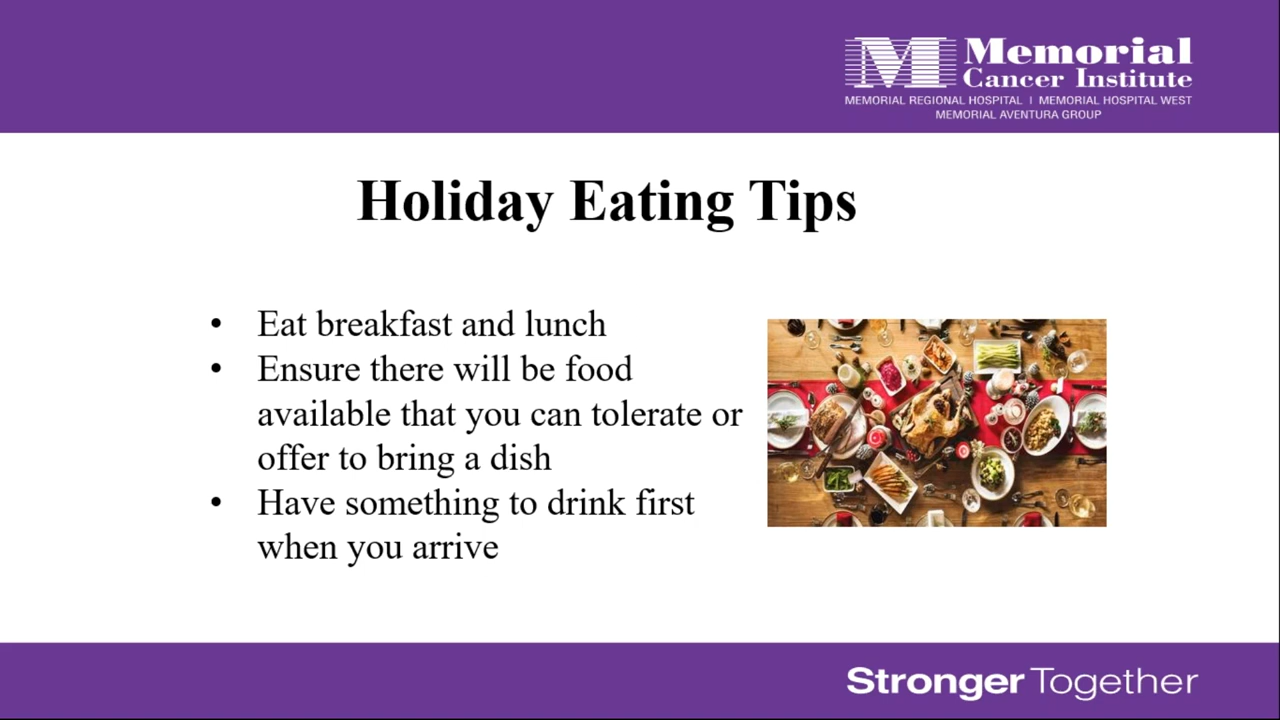 M Memorial
Cancer Institute
MEMORIAL REGIONAL HOSPITAL | MEMORIAL HOSPITAL WEST
MEMORIAL AVENTURA GROUP
Holiday Eating Tips
• Eat breakfast and lunch
• Ensure there will be food
available that you can tolerate or
offer to bring a dish
• Have something to drink first
when you arrive
Stronger Together